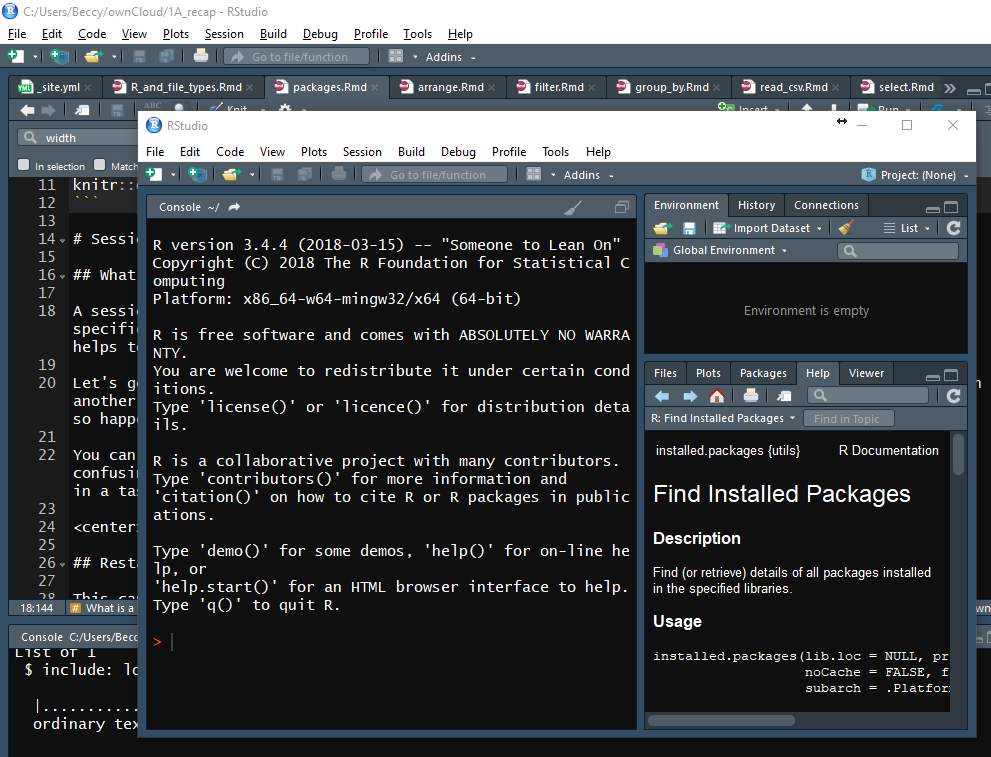 C:/Users/Beccy/ownCloud/1A_recap - RStudio
File Edit Code View Plots Session Build Debug Profile Tools Help
Go to file/function Addins
_site.yml R_and_file_types.Rmd packages.Rmd arrange.Rmd filter.Rmd group_by.Rmd read_csv.Rmd select.Rmd
ABC Knit Insert Run
width
In selection Match
11 knitr::
12 ```
13
14 # Sessi
15
16 ## What
17
18 A sessi
specifi
helps t
19
20 Let's g
another
so happ
21
22 You can
confusin
in a ta
23
24 <center
25
26 ## Rest
27
28 This ca
18:144 # What is a
Console C:/Users/Becc
List of 1
$ include: lo
|...........
ordinary tex
RStudio
File Edit Code View Plots Session Build Debug Profile Tools Help
Go to file/function Addins Project: (None)
Console ~/
R version 3.4.4 (2018-03-15) -- "Someone to Lean On"
Copyright (C) 2018 The R Foundation for Statistical C
omputing
Platform: x86_64-w64-mingw32/x64 (64-bit)
R is free software and comes with ABSOLUTELY NO WARRA
NTY.
You are welcome to redistribute it under certain cond
itions.
Type 'license()' or 'licence()' for distribution deta
ils.
R is a collaborative project with many contributors.
Type 'contributors()' for more information and
'citation()' on how to cite R or R packages in public
ations.
Type 'demo()' for some demos, 'help()' for on-line he
lp, or
'help.start()' for an HTML browser interface to help.
Type 'q()' to quit R.
>
Environment History Connections
Import Dataset List
Global Environment
Environment is empty
Files Plots Packages Help Viewer
R: Find Installed Packages Find in Topic
installed.packages {utils} R Documentation
Find Installed Packages
Description
Find (or retrieve) details of all packages installed
in the specified libraries.
Usage
installed.packages(lib.loc = NULL, pr
noCache = FALSE, f
subarch = .Platfor